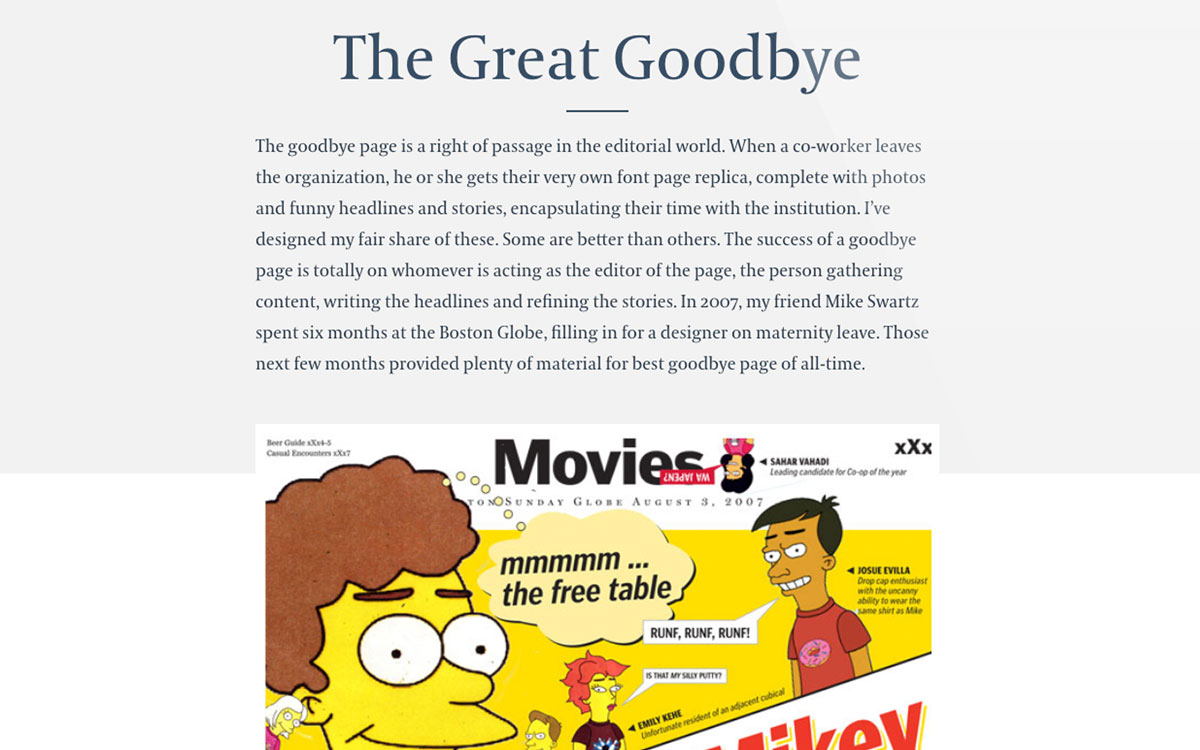 The Great Goodbye
The goodbye page is a right of passage in the editorial world. When a co-worker leaves
the organization, he or she gets their very own font page replica, complete with photos
and funny headlines and stories, encapsulating their time with the institution. I’ve
designed my fair share of these. Some are better than others. The success of a goodbye
page is totally on whomever is acting as the editor of the page, the person gathering
content, writing the headlines and refining the stories. In 2007, my friend Mike Swartz
spent six months at the Boston Globe, filling in for a designer on maternity leave. Those
next few months provided plenty of material for best goodbye page of all-time.
Beer Guide xXx4-5
Casual Encounters xXx7
Movies
WA JAPEN?
◄ SAHAR VAHADI
Leading candidate for Co-op of the year
xXx
TON SUNDAY GLOBE AUGUST 3, 2007
mmmmm ...
the free table
◄ JOSUE EVILLA
Drop cap enthusiast
with the uncanny
ability to wear the
same shirt as Mike
RUNF, RUNF, RUNF!
IS THAT MY SILLY PUTTY?
◄ EMILY KEHE
Unfortunate resident of an adjacent cubical
Mikey